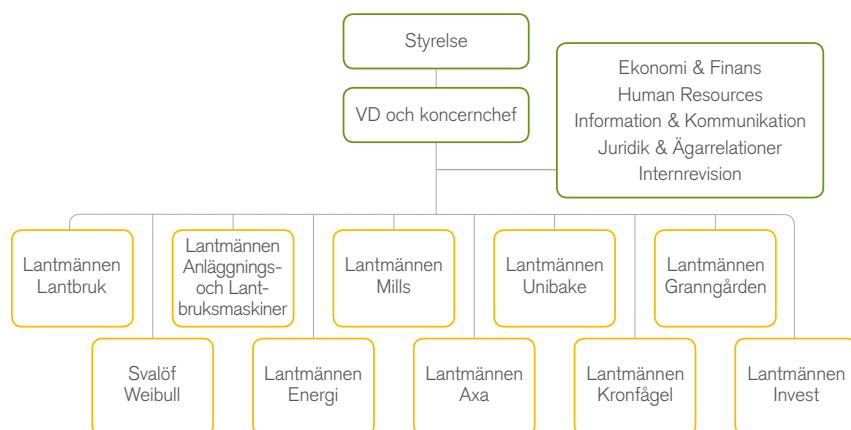 Styrelse
VD och koncernchef
Ekonomi & Finans
Human Resources
Information & Kommunikation
Juridik & Ägarrelationer
Internrevision
Lantmännen
Lantbruk
Lantmännen
Anläggnings-
och Lant-
bruksmaskiner
Lantmännen
Mills
Lantmännen
Unibake
Lantmännen
Granngården
Svalöf
Weibull
Lantmännen
Energi
Lantmännen
Axa
Lantmännen
Kronfågel
Lantmännen
Invest